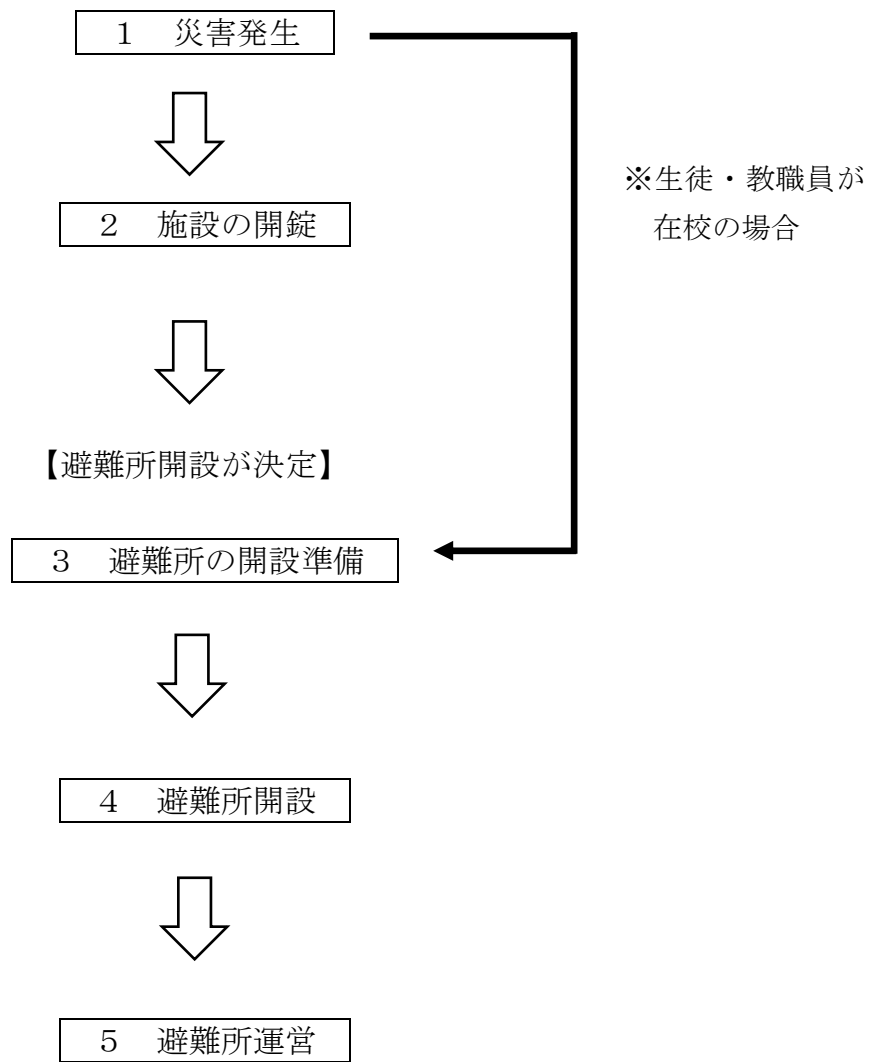 １　災害発生
※生徒・教職員が
在校の場合
２　施設の開錠
【避難所開設が決定】
３　避難所の開設準備
４　避難所開設
５　避難所運営